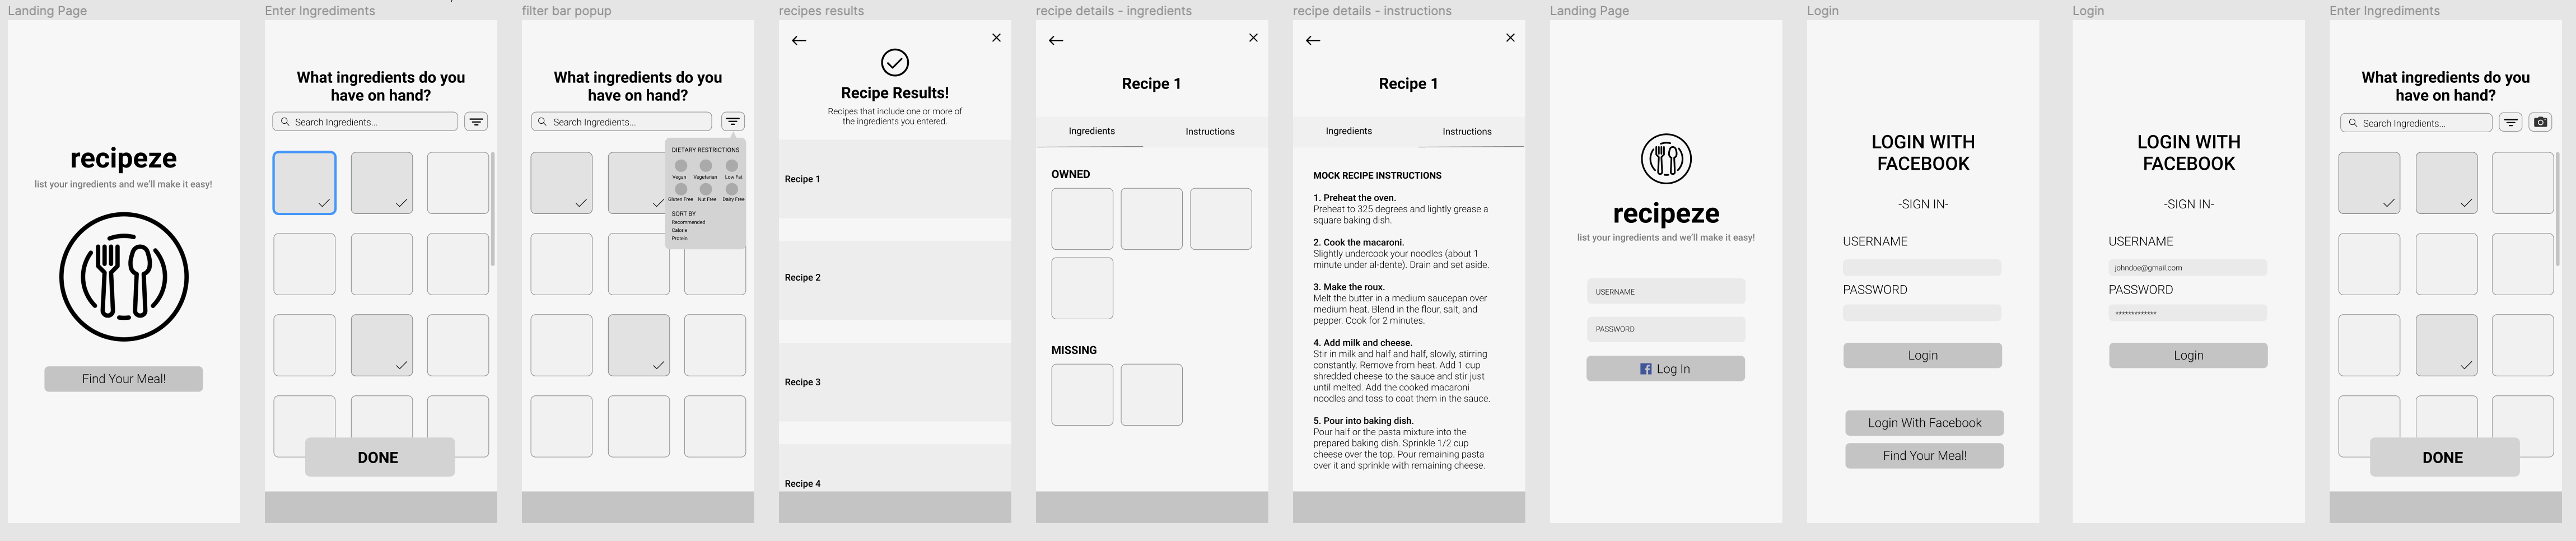 Landing Page
recipeze
list your ingredients and we'll make it easy!
Find Your Meal!
Enter Ingrediments
What ingredients do you
have on hand?
Search Ingredients...
DONE
filter bar popup
What ingredients do you
have on hand?
Search Ingredients...
DIETARY RESTRICTIONS
Vegan Vegetarian Low Fat
Gluten Free Nut Free Dairy Free
SORT BY
Recommended
Calorie
Protein
recipes results
Recipe Results!
Recipes that include one or more of
the ingredients you entered.
Recipe 1
Recipe 2
Recipe 3
Recipe 4
recipe details - ingredients
Recipe 1
Ingredients Instructions
OWNED
MISSING
recipe details - instructions
Recipe 1
Ingredients Instructions
MOCK RECIPE INSTRUCTIONS
1. Preheat the oven.
Preheat to 325 degrees and lightly grease a
square baking dish.
2. Cook the macaroni.
Slightly undercook your noodles (about 1
minute under al-dente). Drain and set aside.
3. Make the roux.
Melt the butter in a medium saucepan over
medium heat. Blend in the flour, salt, and
pepper. Cook for 2 minutes.
4. Add milk and cheese.
Stir in milk and half and half, slowly, stirring
constantly. Remove from heat. Add 1 cup
shredded cheese to the sauce and stir just
until melted. Add the cooked macaroni
noodles and toss to coat them in the sauce.
5. Pour into baking dish.
Pour half or the pasta mixture into the
prepared baking dish. Sprinkle 1/2 cup
cheese over the top. Pour remaining pasta
over it and sprinkle with remaining cheese.
Landing Page
recipeze
list your ingredients and we'll make it easy!
USERNAME
PASSWORD
f Log In
Login
LOGIN WITH
FACEBOOK
-SIGN IN-
USERNAME
PASSWORD
Login
Login With Facebook
Find Your Meal!
Login
LOGIN WITH
FACEBOOK
-SIGN IN-
USERNAME
johndoe@gmail.com
PASSWORD
*************
Login
Enter Ingrediments
What ingredients do you
have on hand?
Search Ingredients...
DONE